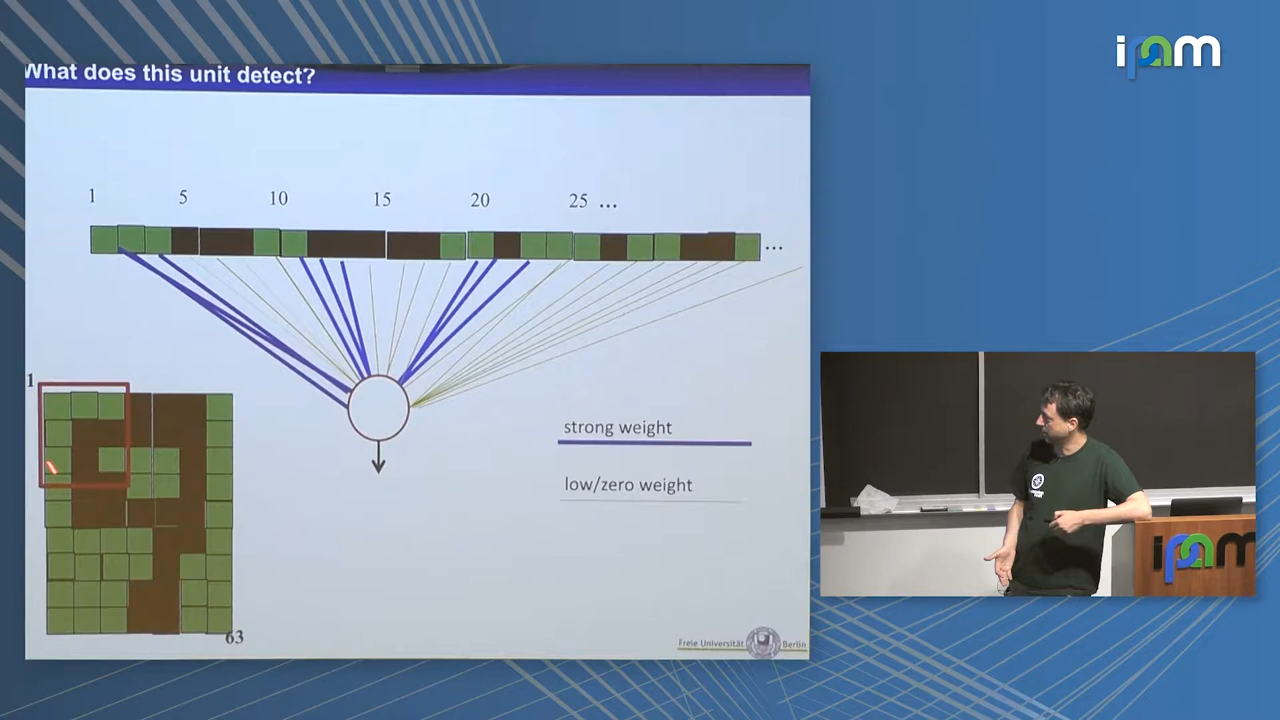 ipam
What does this unit detect?
1 5 10 15 20 25 ...
...
1
strong weight
low/zero weight
63
Freie Universität Berlin
ipam